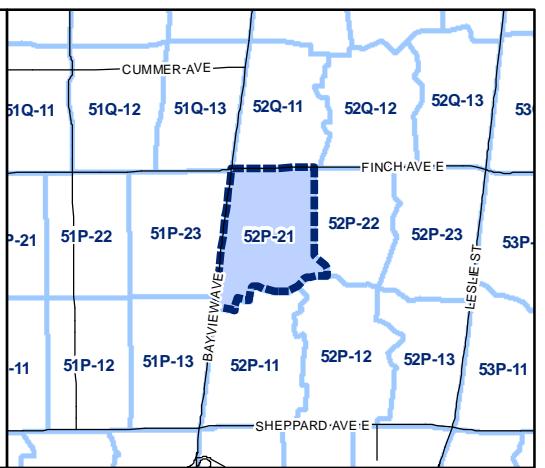 CUMMER AVE
51Q-11
51Q-12
51Q-13
52Q-11
52Q-12
52Q-13
53
FINCH AVE E
P-21
51P-22
51P-23
52P-21
52P-22
52P-23
53P-
BAYVIEW AVE
LESLIE ST
-11
51P-12
51P-13
52P-11
52P-12
52P-13
53P-11
SHEPPARD AVE E